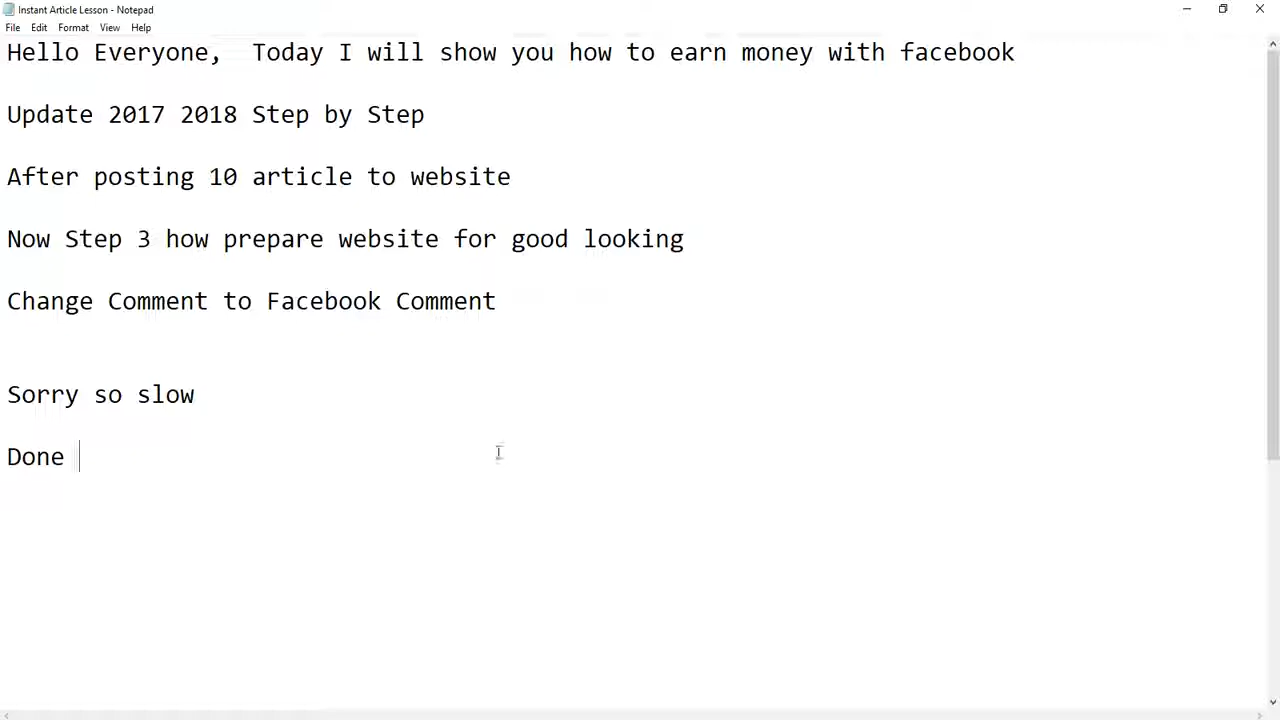 Instant Article Lesson - Notepad
File Edit Format View Help
Hello Everyone,  Today I will show you how to earn money with facebook
Update 2017 2018 Step by Step
After posting 10 article to website
Now Step 3 how prepare website for good looking
Change Comment to Facebook Comment
Sorry so slow
Done